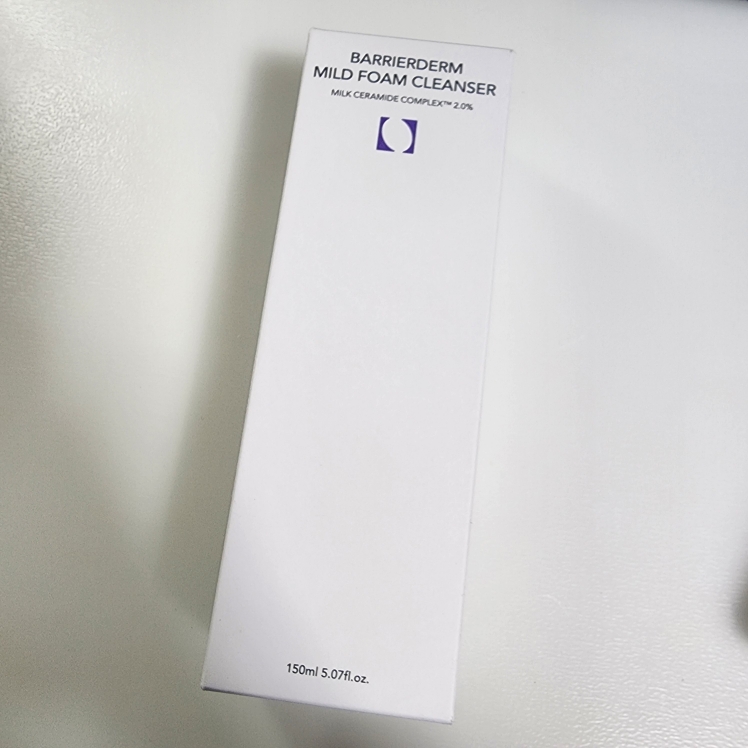 BARRIERDERM
MILD FOAM CLEANSER
MILK CERAMIDE COMPLEX™ 2.0%
150ml 5.07fl.oz.